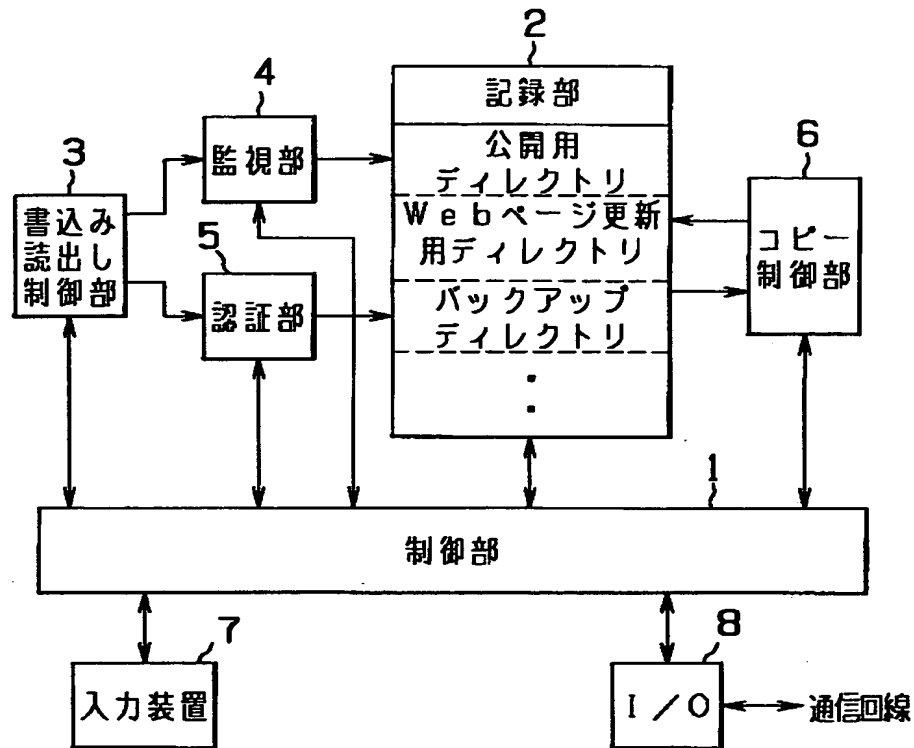 2
記録部
公開用
ディレクトリ
Webページ更新
用ディレクトリ
バックアップ
ディレクトリ
4
監視部
3
書込み
読出し
制御部
5
認証部
6
コピー
制御部
1
制御部
7
入力装置
8
I/O
通信回線